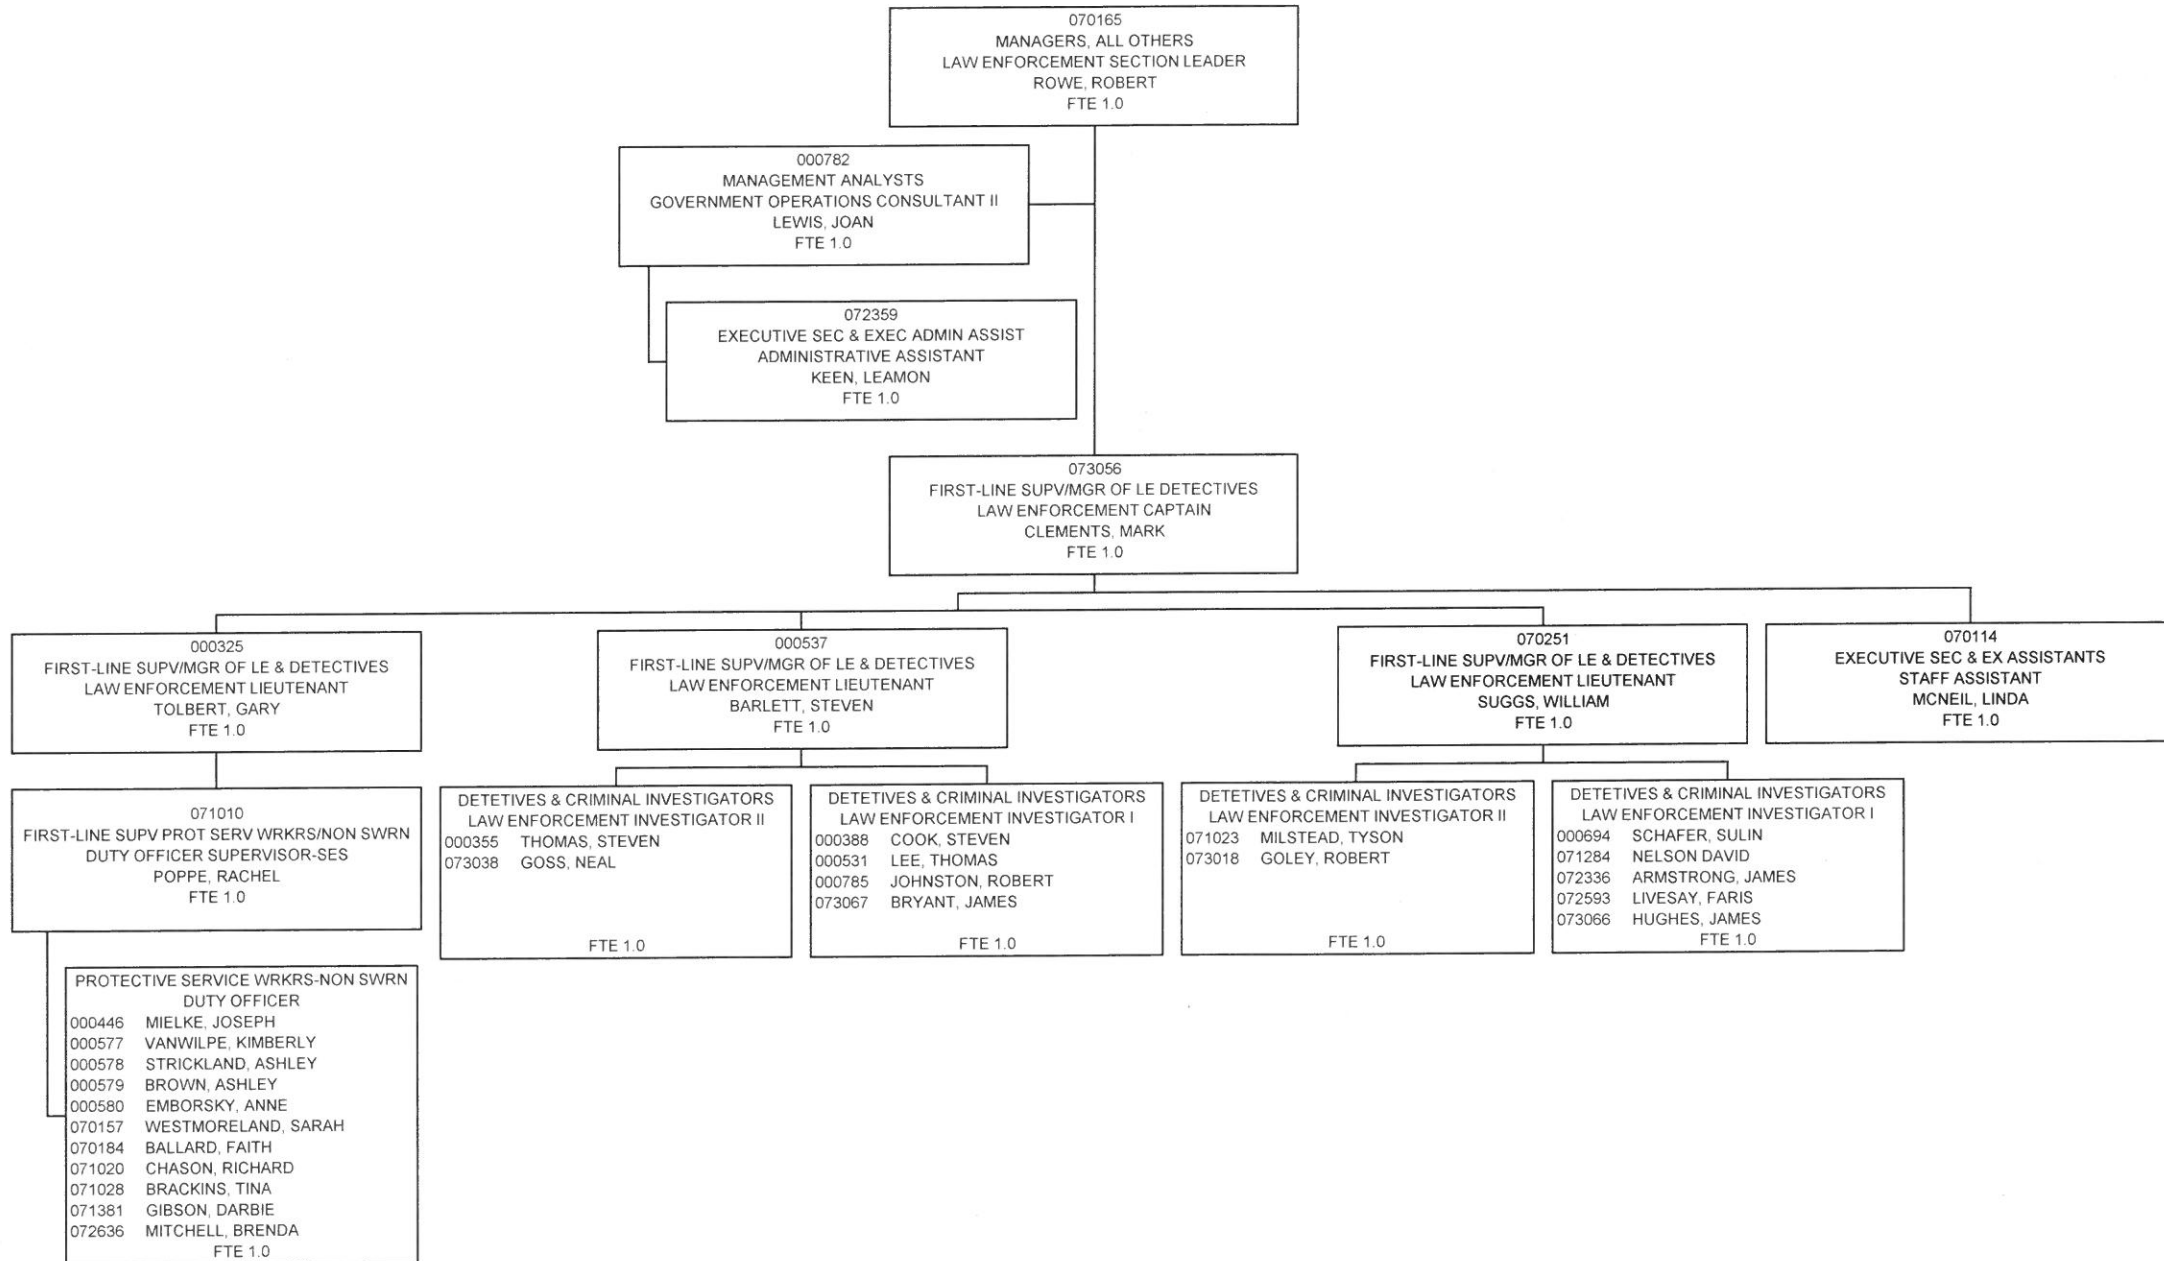 070165
MANAGERS, ALL OTHERS
LAW ENFORCEMENT SECTION LEADER
ROWE, ROBERT
FTE 1.0
000782
MANAGEMENT ANALYSTS
GOVERNMENT OPERATIONS CONSULTANT II
LEWIS, JOAN
FTE 1.0
072359
EXECUTIVE SEC & EXEC ADMIN ASSIST
ADMINISTRATIVE ASSISTANT
KEEN, LEAMON
FTE 1.0
073056
FIRST-LINE SUPV/MGR OF LE DETECTIVES
LAW ENFORCEMENT CAPTAIN
CLEMENTS, MARK
FTE 1.0
000325
FIRST-LINE SUPV/MGR OF LE & DETECTIVES
LAW ENFORCEMENT LIEUTENANT
TOLBERT, GARY
FTE 1.0
000537
FIRST-LINE SUPV/MGR OF LE & DETECTIVES
LAW ENFORCEMENT LIEUTENANT
BARLETT, STEVEN
FTE 1.0
070251
FIRST-LINE SUPV/MGR OF LE & DETECTIVES
LAW ENFORCEMENT LIEUTENANT
SUGGS, WILLIAM
FTE 1.0
070114
EXECUTIVE SEC & EX ASSISTANTS
STAFF ASSISTANT
MCNEIL, LINDA
FTE 1.0
071010
FIRST-LINE SUPV PROT SERV WRKRS/NON SWRN
DUTY OFFICER SUPERVISOR-SES
POPPE, RACHEL
FTE 1.0
DETETIVES & CRIMINAL INVESTIGATORS
LAW ENFORCEMENT INVESTIGATOR II
000355 THOMAS, STEVEN
073038 GOSS, NEAL
FTE 1.0
DETETIVES & CRIMINAL INVESTIGATORS
LAW ENFORCEMENT INVESTIGATOR I
000388 COOK, STEVEN
000531 LEE, THOMAS
000785 JOHNSTON, ROBERT
073067 BRYANT, JAMES
FTE 1.0
DETETIVES & CRIMINAL INVESTIGATORS
LAW ENFORCEMENT INVESTIGATOR II
071023 MILSTEAD, TYSON
073018 GOLEY, ROBERT
FTE 1.0
DETETIVES & CRIMINAL INVESTIGATORS
LAW ENFORCEMENT INVESTIGATOR I
000694 SCHAFER, SULIN
071284 NELSON DAVID
072336 ARMSTRONG, JAMES
072593 LIVESAY, FARIS
073066 HUGHES, JAMES
FTE 1.0
PROTECTIVE SERVICE WRKRS-NON SWRN
DUTY OFFICER
000446 MIELKE, JOSEPH
000577 VANWILPE, KIMBERLY
000578 STRICKLAND, ASHLEY
000579 BROWN, ASHLEY
000580 EMBORSKY, ANNE
070157 WESTMORELAND, SARAH
070184 BALLARD, FAITH
071020 CHASON, RICHARD
071028 BRACKINS, TINA
071381 GIBSON, DARBIE
072636 MITCHELL, BRENDA
FTE 1.0